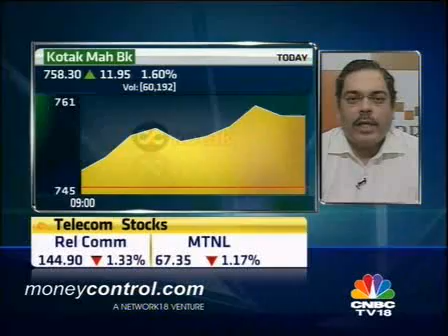 Kotak Mah Bk
TODAY
758.30 ▲ 11.95 1.60%
Vol: [60,192]
761
745
09:00
Telecom Stocks
Rel Comm MTNL
144.90 ▼ 1.33% 67.35 ▼ 1.17%
moneycontrol.com
A NETWORK18 VENTURE
CNBC
TV18